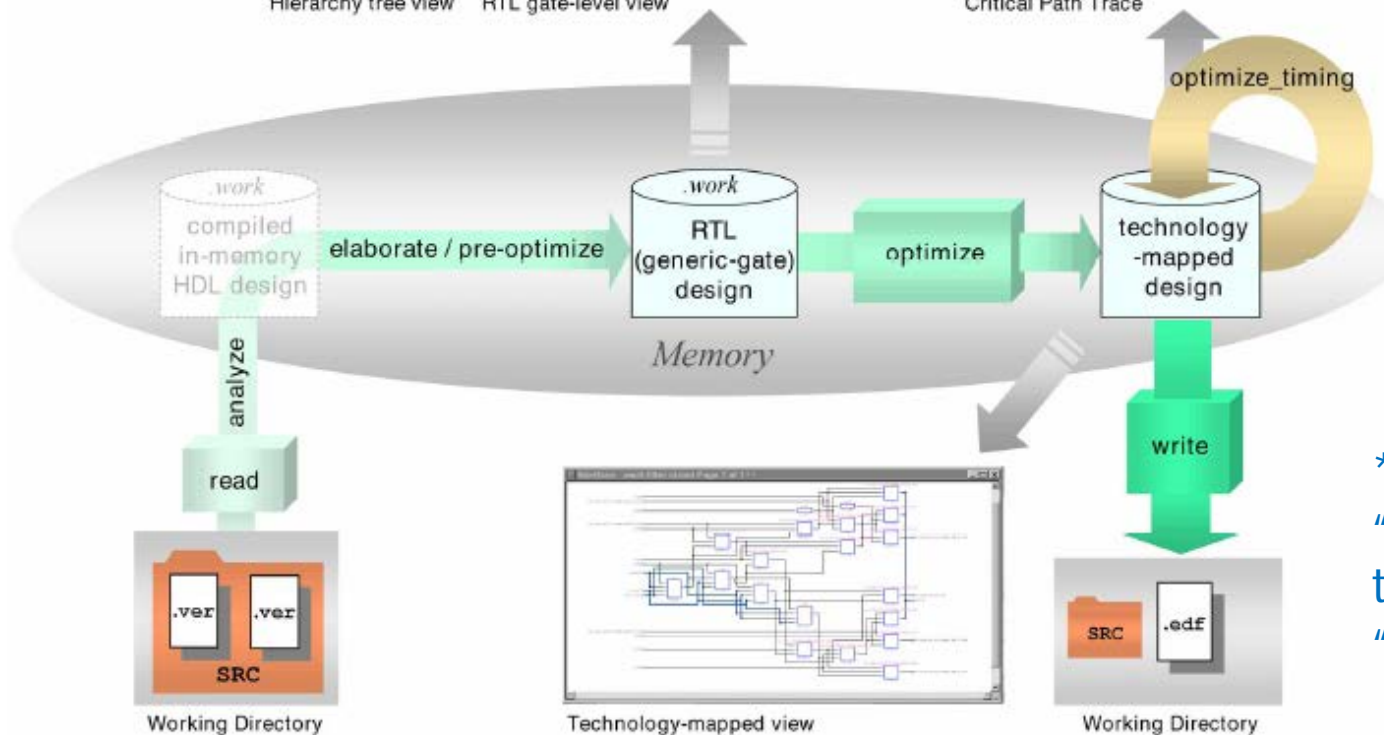 Hierarchy tree view RTL gate-level view
Critical Path Trace
optimize_timing
.work
compiled
in-memory
HDL design
elaborate / pre-optimize
.work
RTL
(generic-gate)
design
optimize
technology
-mapped
design
Memory
analyze
read
write
*
"
t
"
.ver
.ver
SRC
SRC
.edf
Working Directory
Technology-mapped view
Working Directory